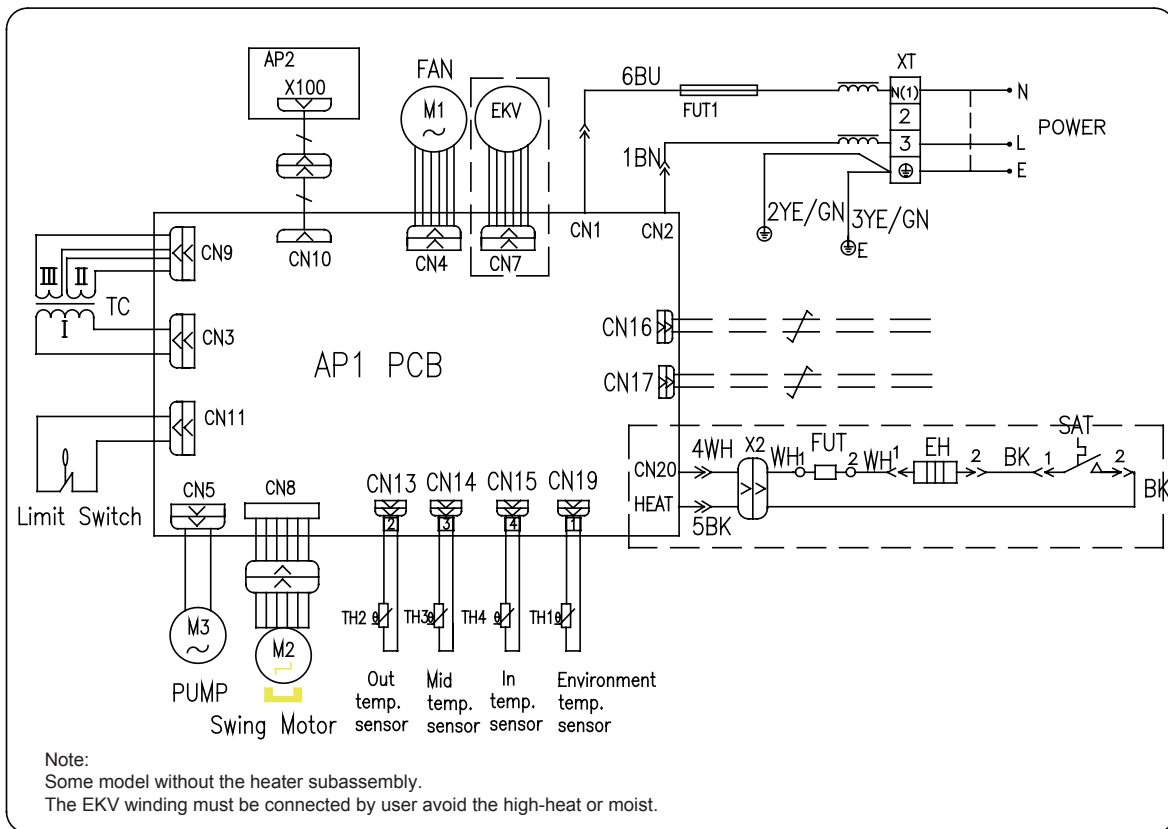 AP2
X100
FAN
M1
EKV
6BU
FUT1
XT
N(1)
N
2
POWER
3
L
1BN
E
2YE/GN
3YE/GN
E
CN1
CN2
CN10
CN4
CN7
CN9
III
II
TC
I
CN3
CN16
AP1 PCB
CN17
CN11
Limit Switch
CN20
4WH
X2
WH
1
FUT
2
WH
1
EH
2
BK
1
SAT
2
BK
HEAT
5BK
CN5
CN8
CN13
CN14
CN15
CN19
2
3
4
1
TH2
θ
TH3
θ
TH4
θ
TH1
θ
M3
M2
PUMP
Swing Motor
Out
temp.
sensor
Mid
temp.
sensor
In
temp.
sensor
Environment
temp.
sensor
Note:
Some model without the heater subassembly.
The EKV winding must be connected by user avoid the high-heat or moist.